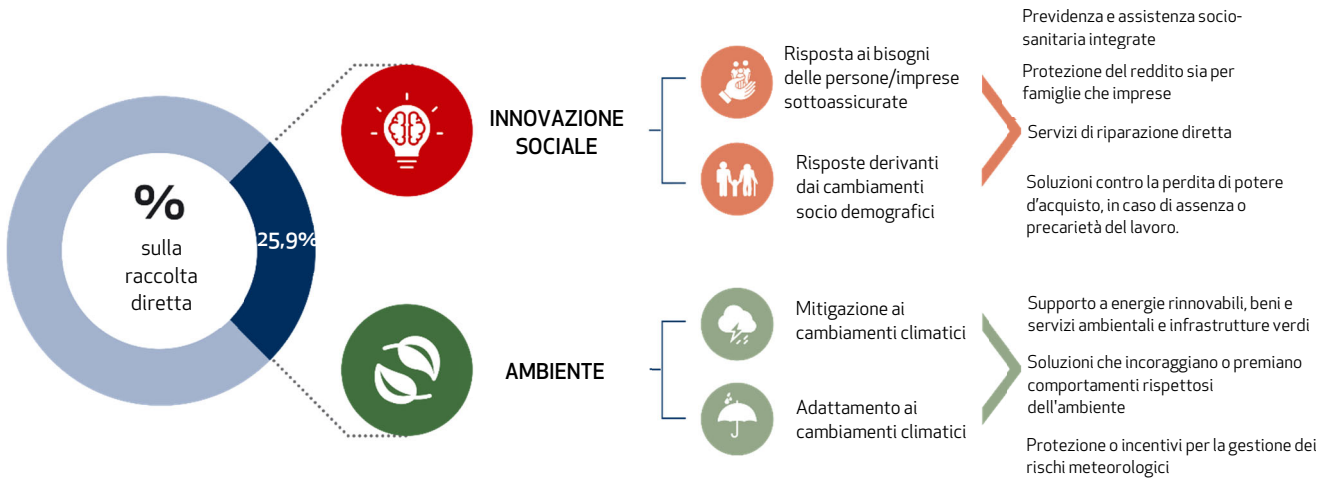 %
sulla
raccolta
diretta
25,9%
INNOVAZIONE
SOCIALE
Risposta ai bisogni
delle persone/imprese
sottoassicurate
Risposte derivanti
dai cambiamenti
socio demografici
Previdenza e assistenza socio-
sanitaria integrate
Protezione del reddito sia per
famiglie che imprese
Servizi di riparazione diretta
Soluzioni contro la perdita di potere
d'acquisto, in caso di assenza o
precarietà del lavoro.
AMBIENTE
Mitigazione ai
cambiamenti climatici
Adattamento ai
cambiamenti climatici
Supporto a energie rinnovabili, beni e
servizi ambientali e infrastrutture verdi
Soluzioni che incoraggiano o premiano
comportamenti rispettosi
dell'ambiente
Protezione o incentivi per la gestione dei
rischi meteorologici